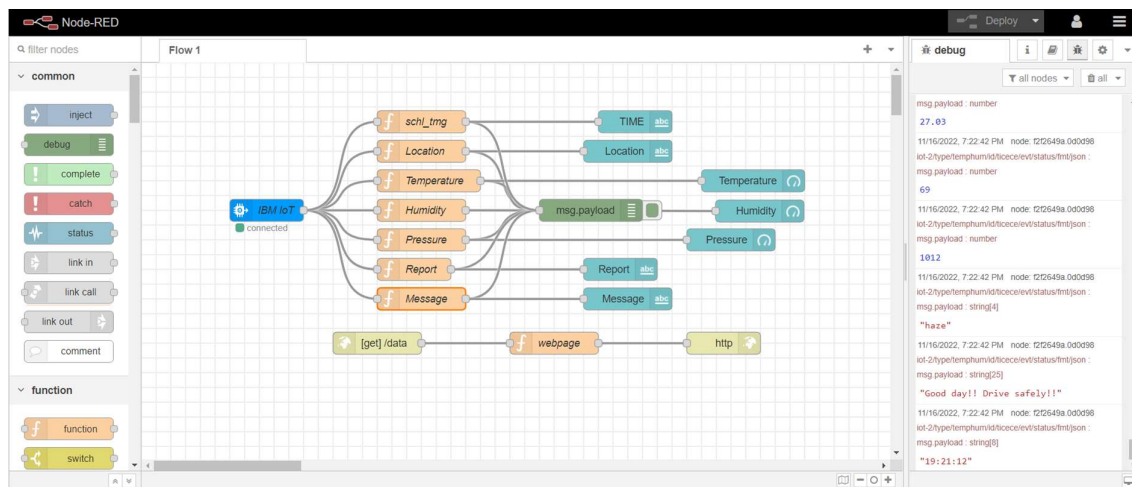 Node-RED
Deploy
filter nodes
Flow 1
debug
i
all nodes
all
common
inject
debug
complete
catch
status
link in
link call
link out
comment
function
function
switch
IBM IoT
connected
schl_tmg
Location
Temperature
Humidity
Pressure
Report
Message
msg.payload
TIME
abc
Location
abc
Temperature
Humidity
Pressure
Report
abc
Message
abc
[get] /data
webpage
http
msg.payload : number
27.03
11/16/2022, 7:22:42 PM node: f2f2649a.0d0d98
iot-2/type/temphum/id/ticece/evt/status/fmt/json :
msg.payload : number
69
11/16/2022, 7:22:42 PM node: f2f2649a.0d0d98
iot-2/type/temphum/id/ticece/evt/status/fmt/json :
msg.payload : number
1012
11/16/2022, 7:22:42 PM node: f2f2649a.0d0d98
iot-2/type/temphum/id/ticece/evt/status/fmt/json :
msg.payload : string[4]
"haze"
11/16/2022, 7:22:42 PM node: f2f2649a.0d0d98
iot-2/type/temphum/id/ticece/evt/status/fmt/json :
msg.payload : string[25]
"Good day!! Drive safely!!"
11/16/2022, 7:22:42 PM node: f2f2649a.0d0d98
iot-2/type/temphum/id/ticece/evt/status/fmt/json :
msg.payload : string[8]
"19:21:12"